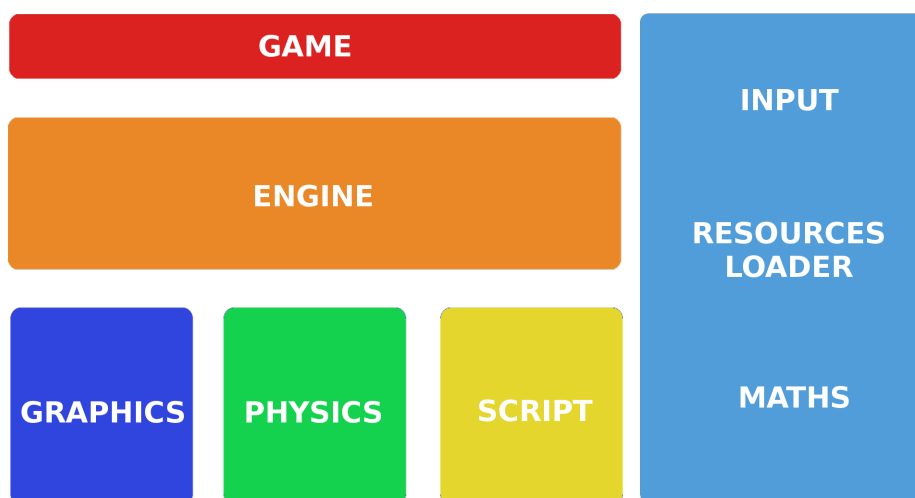 GAME
ENGINE
GRAPHICS
PHYSICS
SCRIPT
INPUT
RESOURCES
LOADER
MATHS